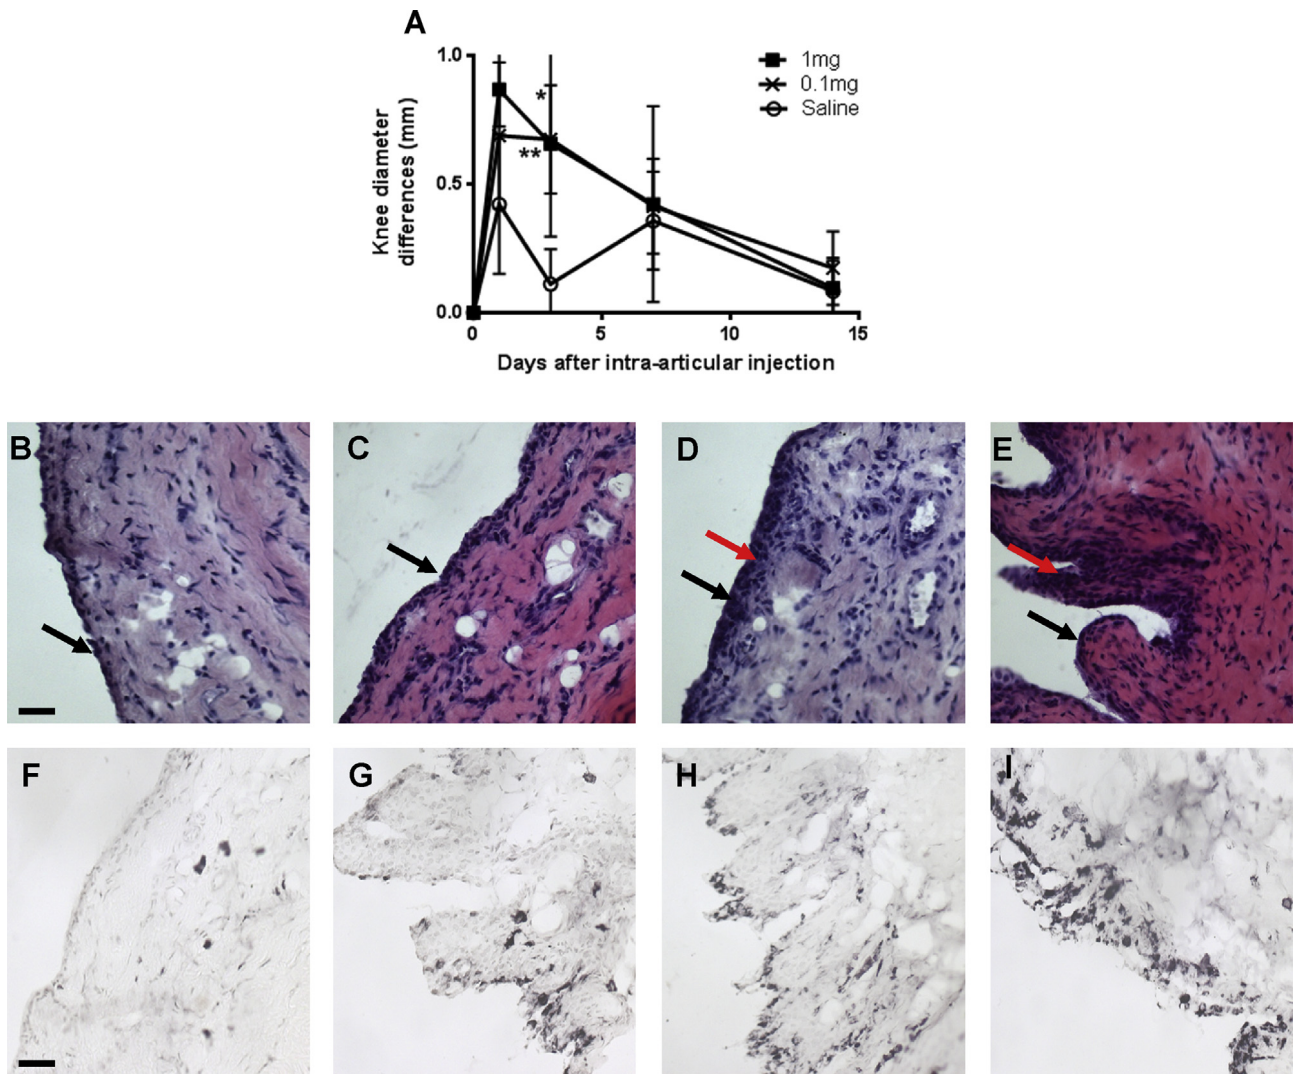 A
1.0
0.5
0.0
Knee diameter
differences (mm)
*
**
1mg
0.1mg
Saline
0 5 10 15
Days after intra-articular injection
B C D E
F G H I